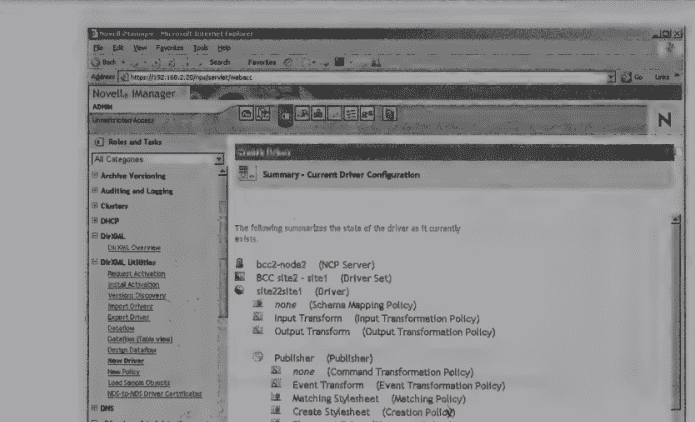 Novell iManager - Microsoft Internet Explorer
File Edit View Favorites Tools Help
Back Search Favorites
Address https://192.168.2.20/nps/servlet/webacc Go Links »
Novell® iManager
ADMIN
Unrestricted Access
N
Roles and Tasks
All Categories
Archive Versioning
Auditing and Logging
Clusters
DHCP
DirXML
DirXML Overview
DirXML Utilities
Request Activation
Install Activation
Versions Discovery
Import Drivers
Export Driver
Dataflow
Dataflow (Table view)
Design Dataflow
New Driver
New Policy
Load Sample Objects
NDS-to-NDS Driver Certificates
DNS
Create Driver
Summary - Current Driver Configuration
The following summarizes the state of the driver as it currently
exists.
bcc2-node2 (NCP Server)
BCC site2 - site1 (Driver Set)
site22site1 (Driver)
none (Schema Mapping Policy)
Input Transform (Input Transformation Policy)
Output Transform (Output Transformation Policy)
Publisher (Publisher)
none (Command Transformation Policy)
Event Transform (Event Transformation Policy)
Matching Stylesheet (Matching Policy)
Create Stylesheet (Creation Policy)